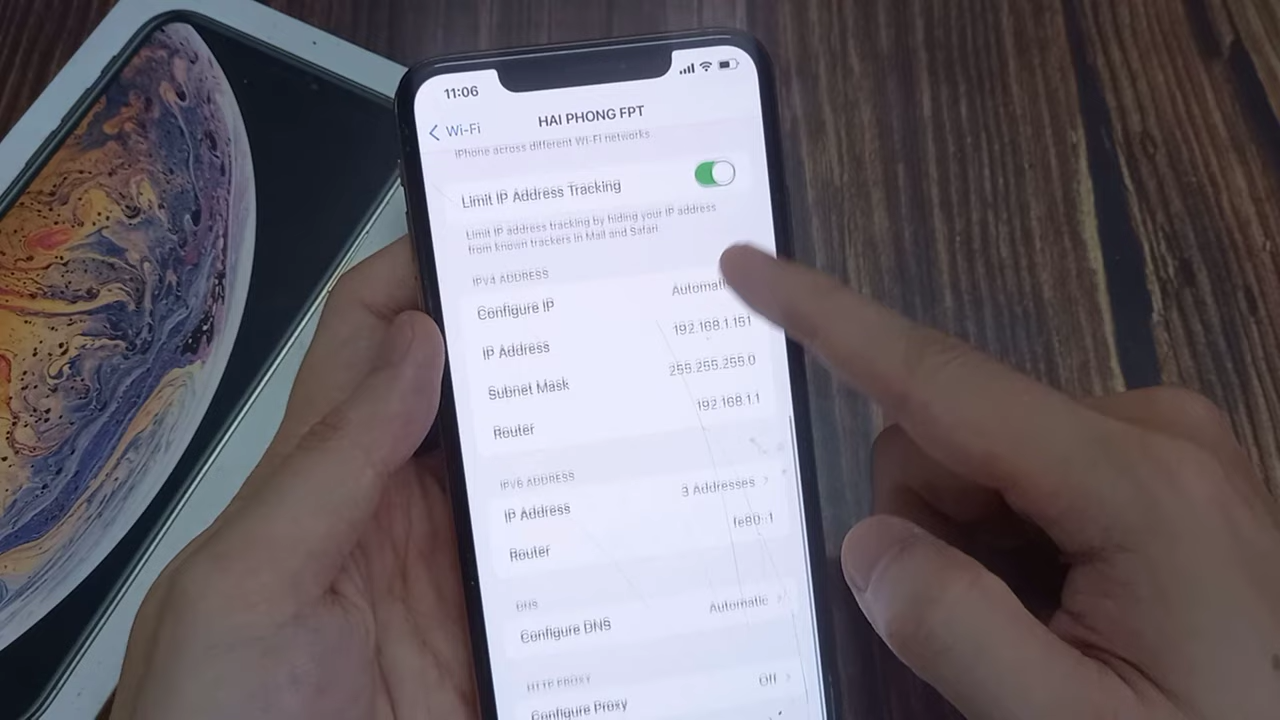 11:06
Wi-Fi
HAI PHONG FPT
iPhone across different Wi-Fi networks.
Limit IP Address Tracking
Limit IP address tracking by hiding your IP address
from known trackers in Mail and Safari.
IPV4 ADDRESS
Configure IP
IP Address 192.168.1.151
Subnet Mask 255.255.255.0
Router 192.168.1.1
IPV6 ADDRESS
IP Address 3 Addresses
Router fe80::1
DNS
Configure DNS Automatic
HTTP PROXY
Configure Proxy Off